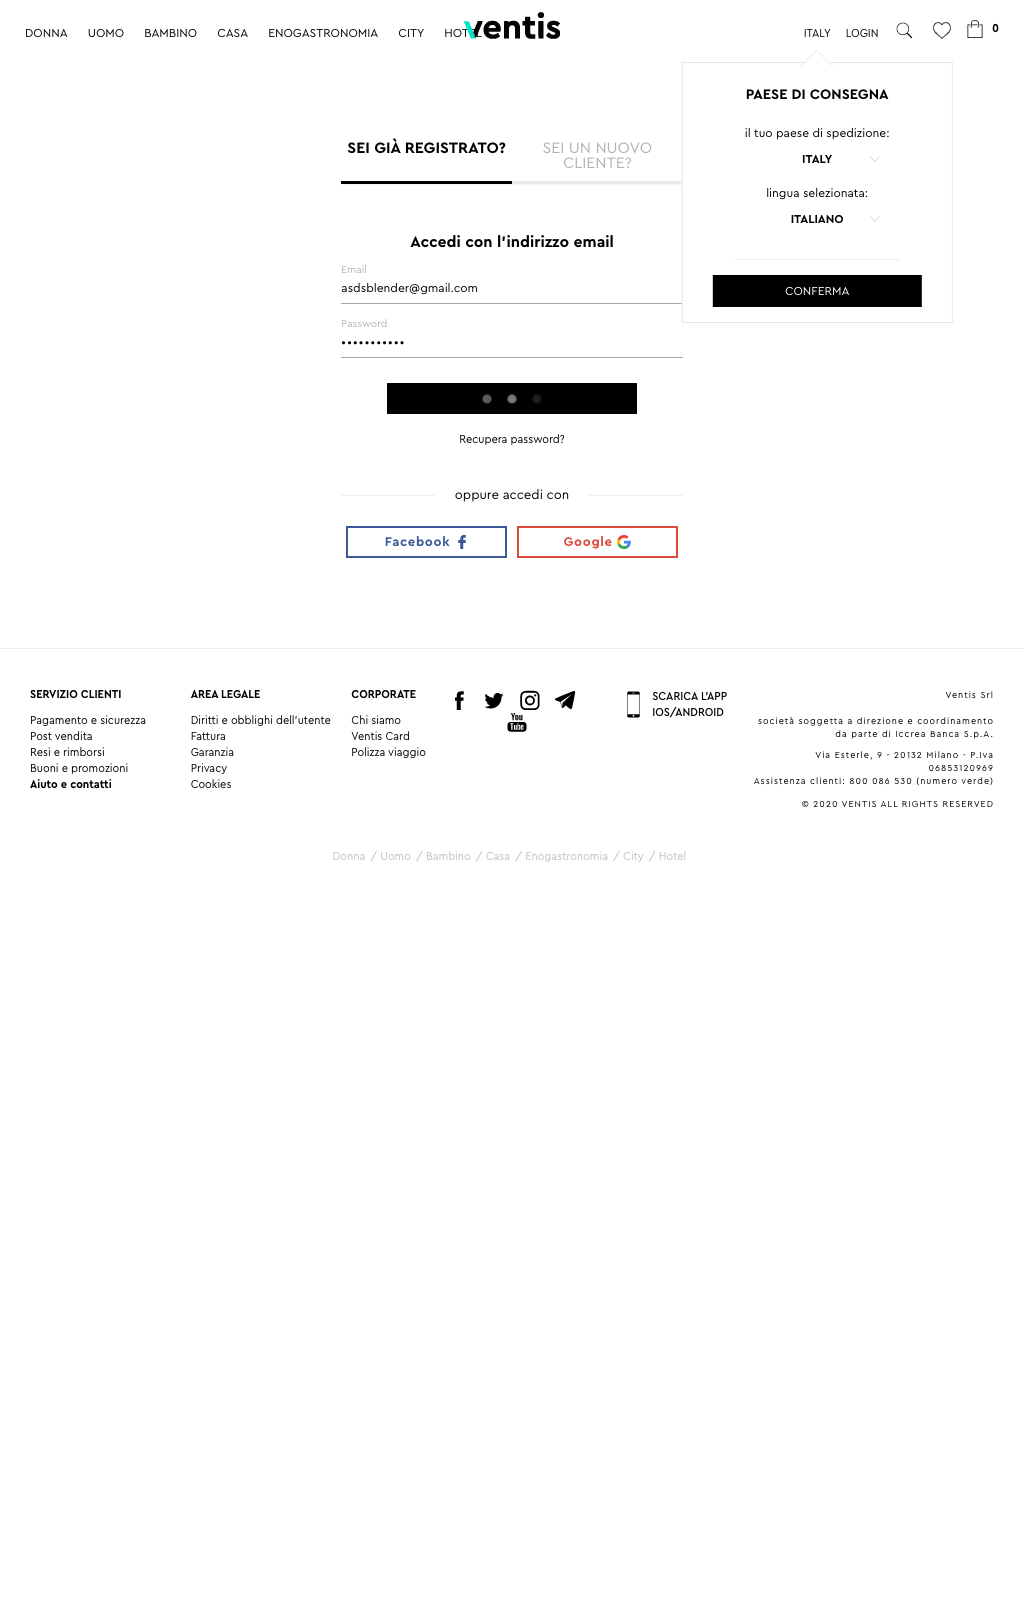 DONNA UOMO BAMBINO CASA ENOGASTRONOMIA CITY HOTEL
ventis
ITALY LOGIN 0
PAESE DI CONSEGNA
il tuo paese di spedizione:
ITALY
lingua selezionata:
ITALIANO
CONFERMA
SEI GIÀ REGISTRATO?
SEI UN NUOVO
CLIENTE?
Accedi con l'indirizzo email
Email
asdsblender@gmail.com
Password
•••••••••••
Recupera password?
oppure accedi con
Facebook
Google
SERVIZIO CLIENTI
Pagamento e sicurezza
Post vendita
Resi e rimborsi
Buoni e promozioni
Aiuto e contatti
AREA LEGALE
Diritti e obblighi dell'utente
Fattura
Garanzia
Privacy
Cookies
CORPORATE
Chi siamo
Ventis Card
Polizza viaggio
You
Tube
SCARICA L'APP
IOS/ANDROID
Ventis Srl
società soggetta a direzione e coordinamento
da parte di Iccrea Banca S.p.A.
Via Esterle, 9 - 20132 Milano - P.Iva
06853120969
Assistenza clienti: 800 086 530 (numero verde)
© 2020 VENTIS ALL RIGHTS RESERVED
Donna / Uomo / Bambino / Casa / Enogastronomia / City / Hotel